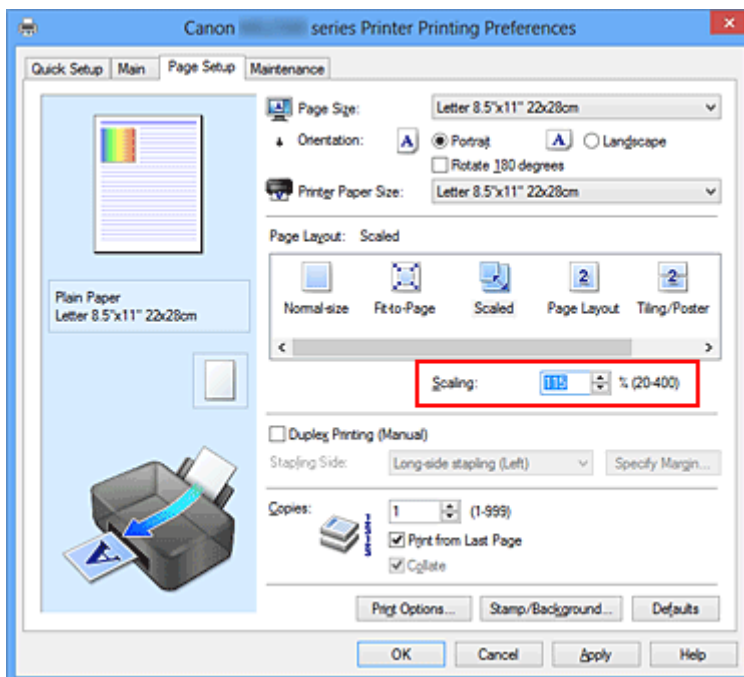 Canon series Printer Printing Preferences
Quick Setup Main Page Setup Maintenance
Page Size: Letter 8.5"x11" 22x28cm
Orientation: A Portrait A Landscape
Rotate 180 degrees
Printer Paper Size: Letter 8.5"x11" 22x28cm
Page Layout: Scaled
Normal-size Fit-to-Page Scaled Page Layout Tiling/Poster
Plain Paper
Letter 8.5"x11" 22x28cm
Scaling: 115 % (20-400)
Duplex Printing (Manual)
Stapling Side: Long-side stapling (Left) Specify Margin...
Copies: 1 (1-999)
Print from Last Page
Collate
Print Options... Stamp/Background... Defaults
OK Cancel Apply Help